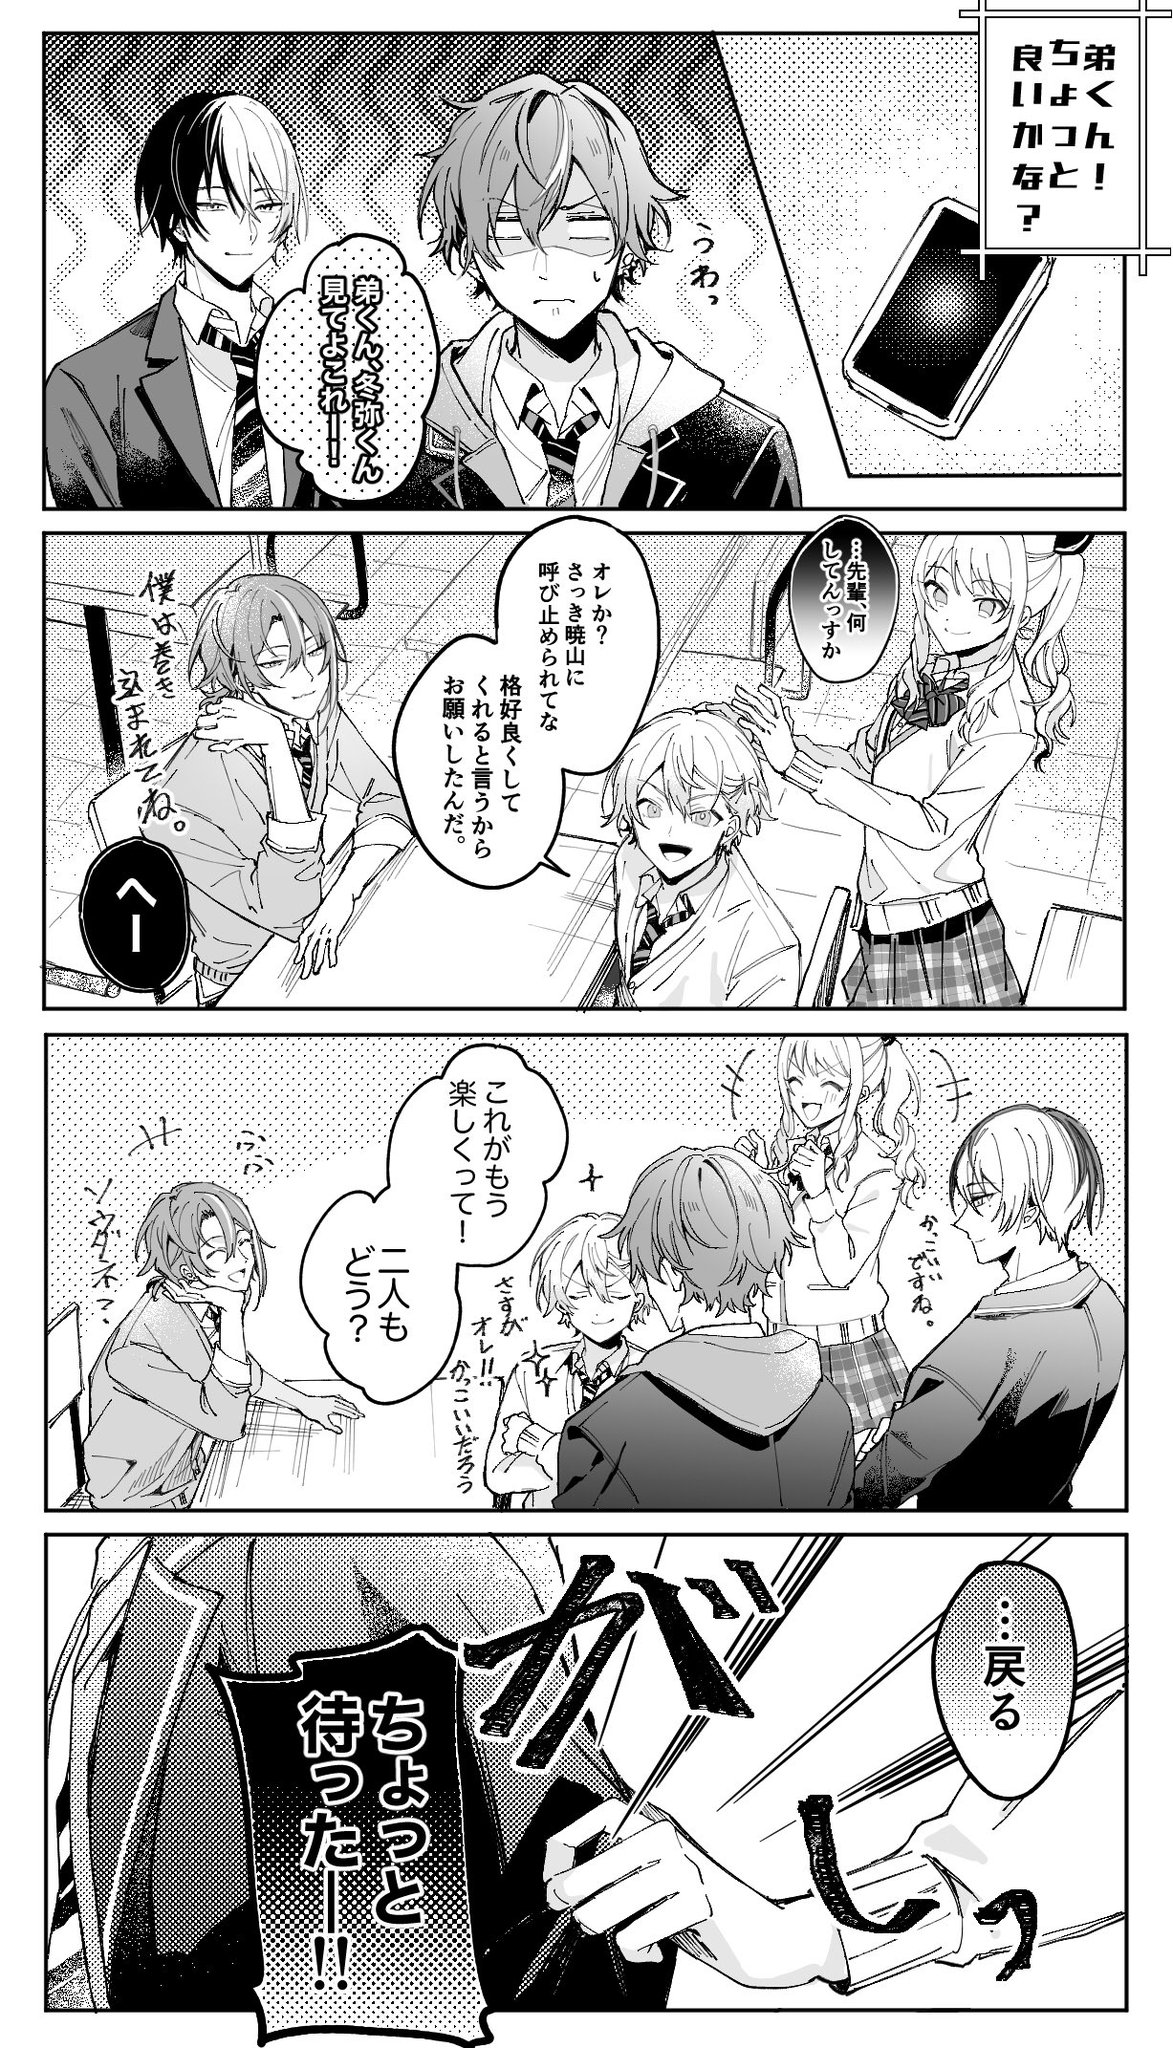 弟くん!
ちょっと
良いかな?
うわっ
弟くん、冬弥くん
見てよこれー!
…先輩、何
してんっすか
オレか?
さっき暁山に
呼び止められてな
格好良くして
くれると言うから
お願いしたんだ。
僕は巻き
込まれてね。
へー
かっこいい
ですね。
これがもう
楽しくって!
二人も
どう?
さすが
オレ!!
かっこいいだろう
ふふふ
…戻る
ガシッ
ちょっと
待ったー!!